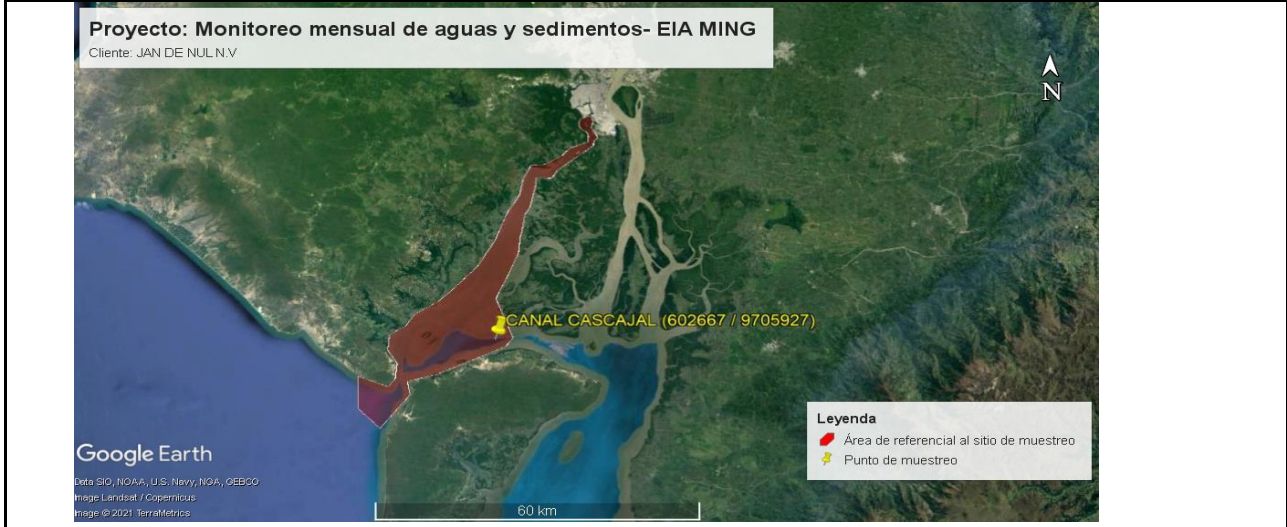 Proyecto: Monitoreo mensual de aguas y sedimentos- EIA MING
Cliente: JAN DE NUL N.V
N
CANAL CASCAJAL (602667 / 9705927)
Leyenda
Área de referencial al sitio de muestreo
Punto de muestreo
Google Earth
Data SIO, NOAA, U.S. Navy, NGA, GEBCO
Image Landsat / Copernicus
Image © 2021 TerraMetrics
60 km